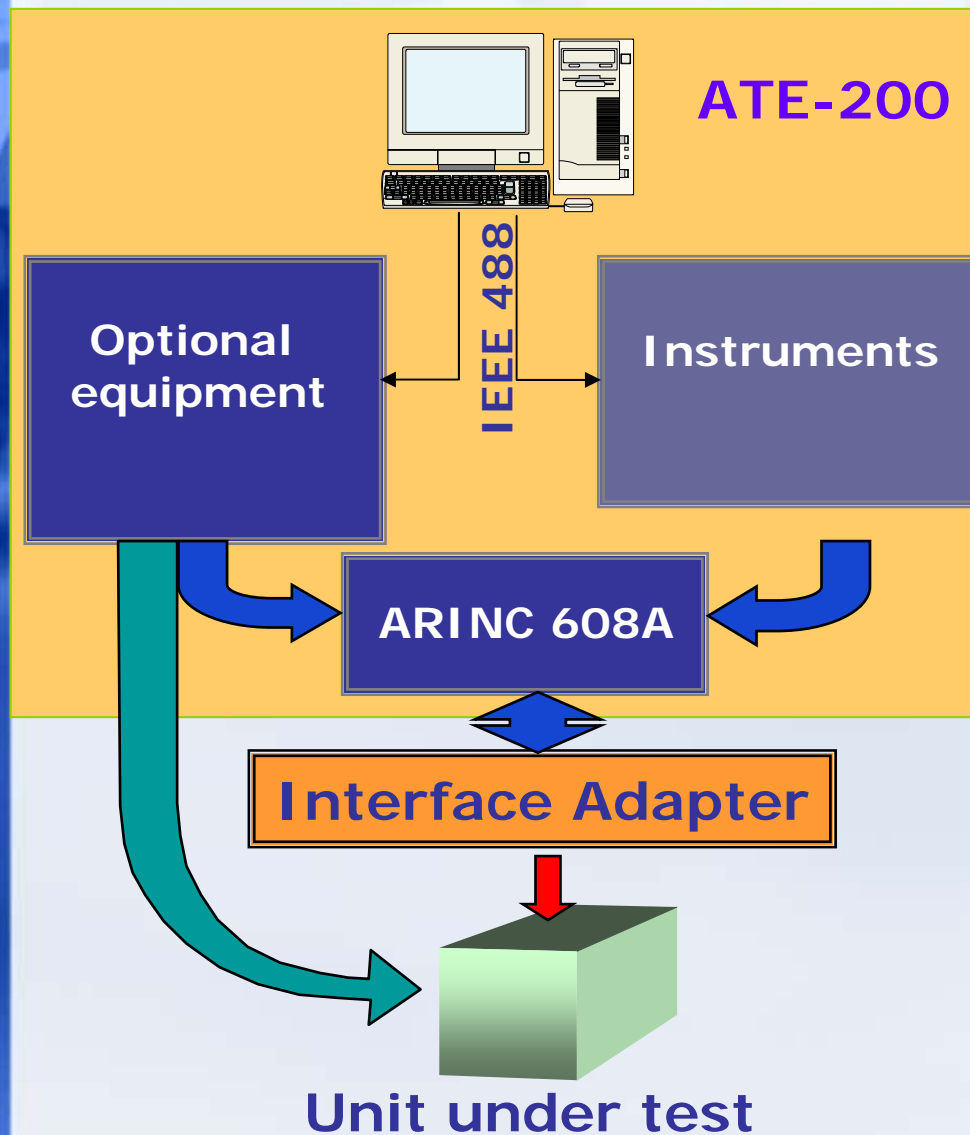 ATE-200
IEEE 488
Optional
equipment
Instruments
ARINC 608A
Interface Adapter
Unit under test